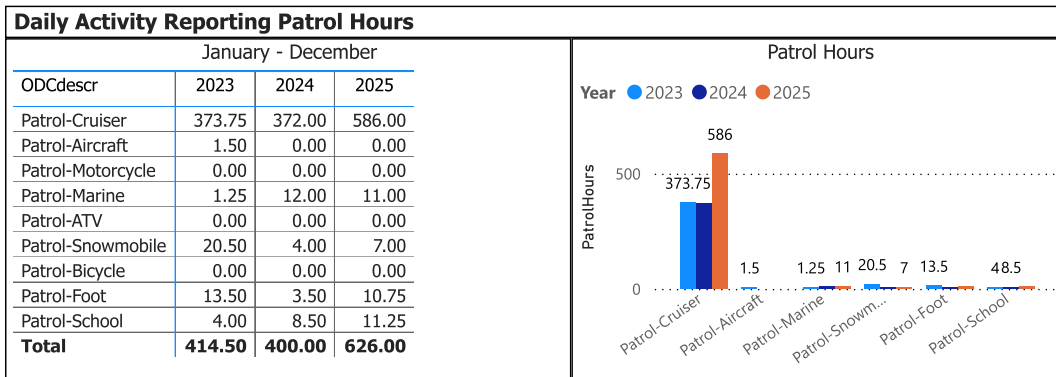 Daily Activity Reporting Patrol Hours
January - December
ODCdescr 2023 2024 2025
Patrol-Cruiser 373.75 372.00 586.00
Patrol-Aircraft 1.50 0.00 0.00
Patrol-Motorcycle 0.00 0.00 0.00
Patrol-Marine 1.25 12.00 11.00
Patrol-ATV 0.00 0.00 0.00
Patrol-Snowmobile 20.50 4.00 7.00
Patrol-Bicycle 0.00 0.00 0.00
Patrol-Foot 13.50 3.50 10.75
Patrol-School 4.00 8.50 11.25
Total 414.50 400.00 626.00
Patrol Hours
Year 2023 2024 2025
PatrolHours
500
0
586
373.75
1.5
1.25 11
20.5 7
13.5
4 8.5
Patrol-Cruiser
Patrol-Aircraft
Patrol-Marine
Patrol-Snowm...
Patrol-Foot
Patrol-School